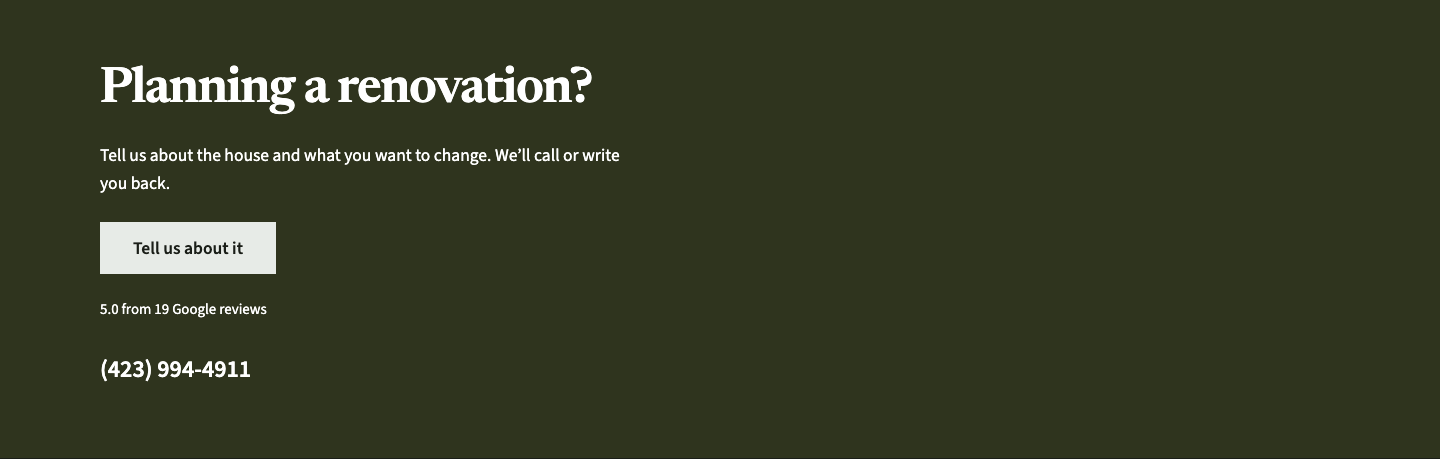 Planning a renovation?
Tell us about the house and what you want to change. We’ll call or write
you back.
Tell us about it
5.0 from 19 Google reviews
(423) 994-4911